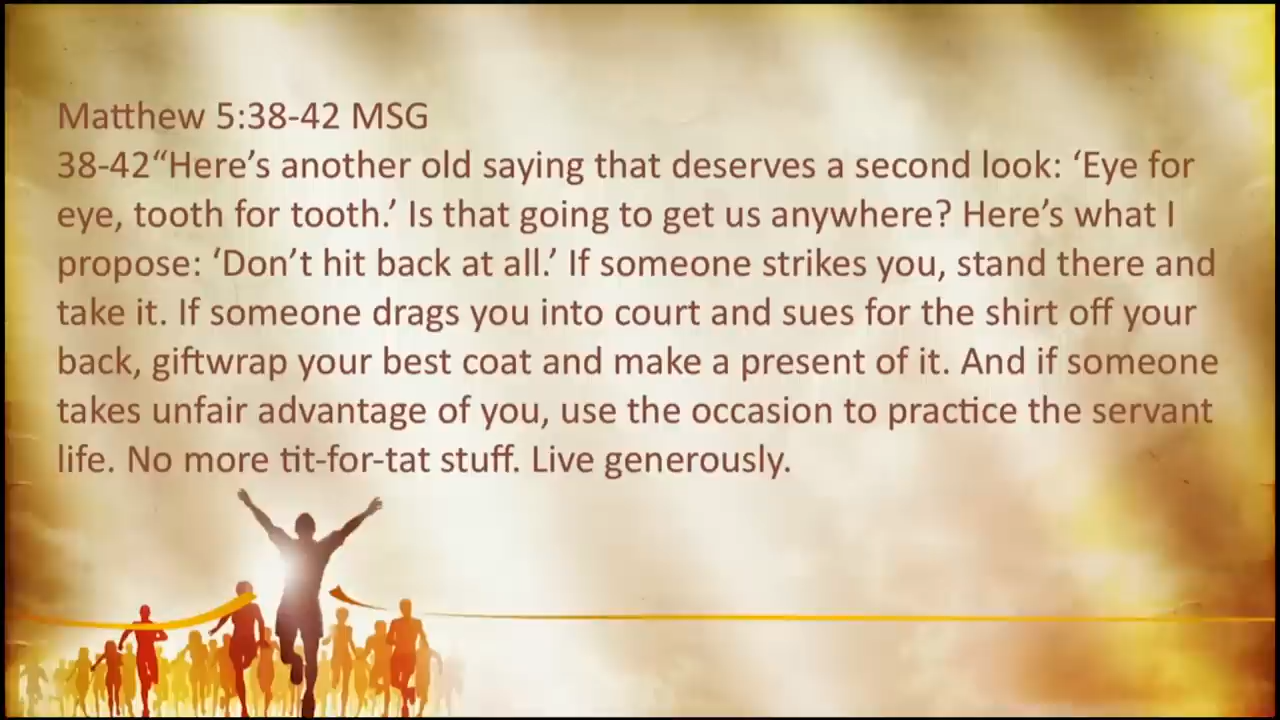 Matthew 5:38-42 MSG
38-42“Here’s another old saying that deserves a second look: ‘Eye for
eye, tooth for tooth.’ Is that going to get us anywhere? Here’s what I
propose: ‘Don’t hit back at all.’ If someone strikes you, stand there and
take it. If someone drags you into court and sues for the shirt off your
back, giftwrap your best coat and make a present of it. And if someone
takes unfair advantage of you, use the occasion to practice the servant
life. No more tit-for-tat stuff. Live generously.